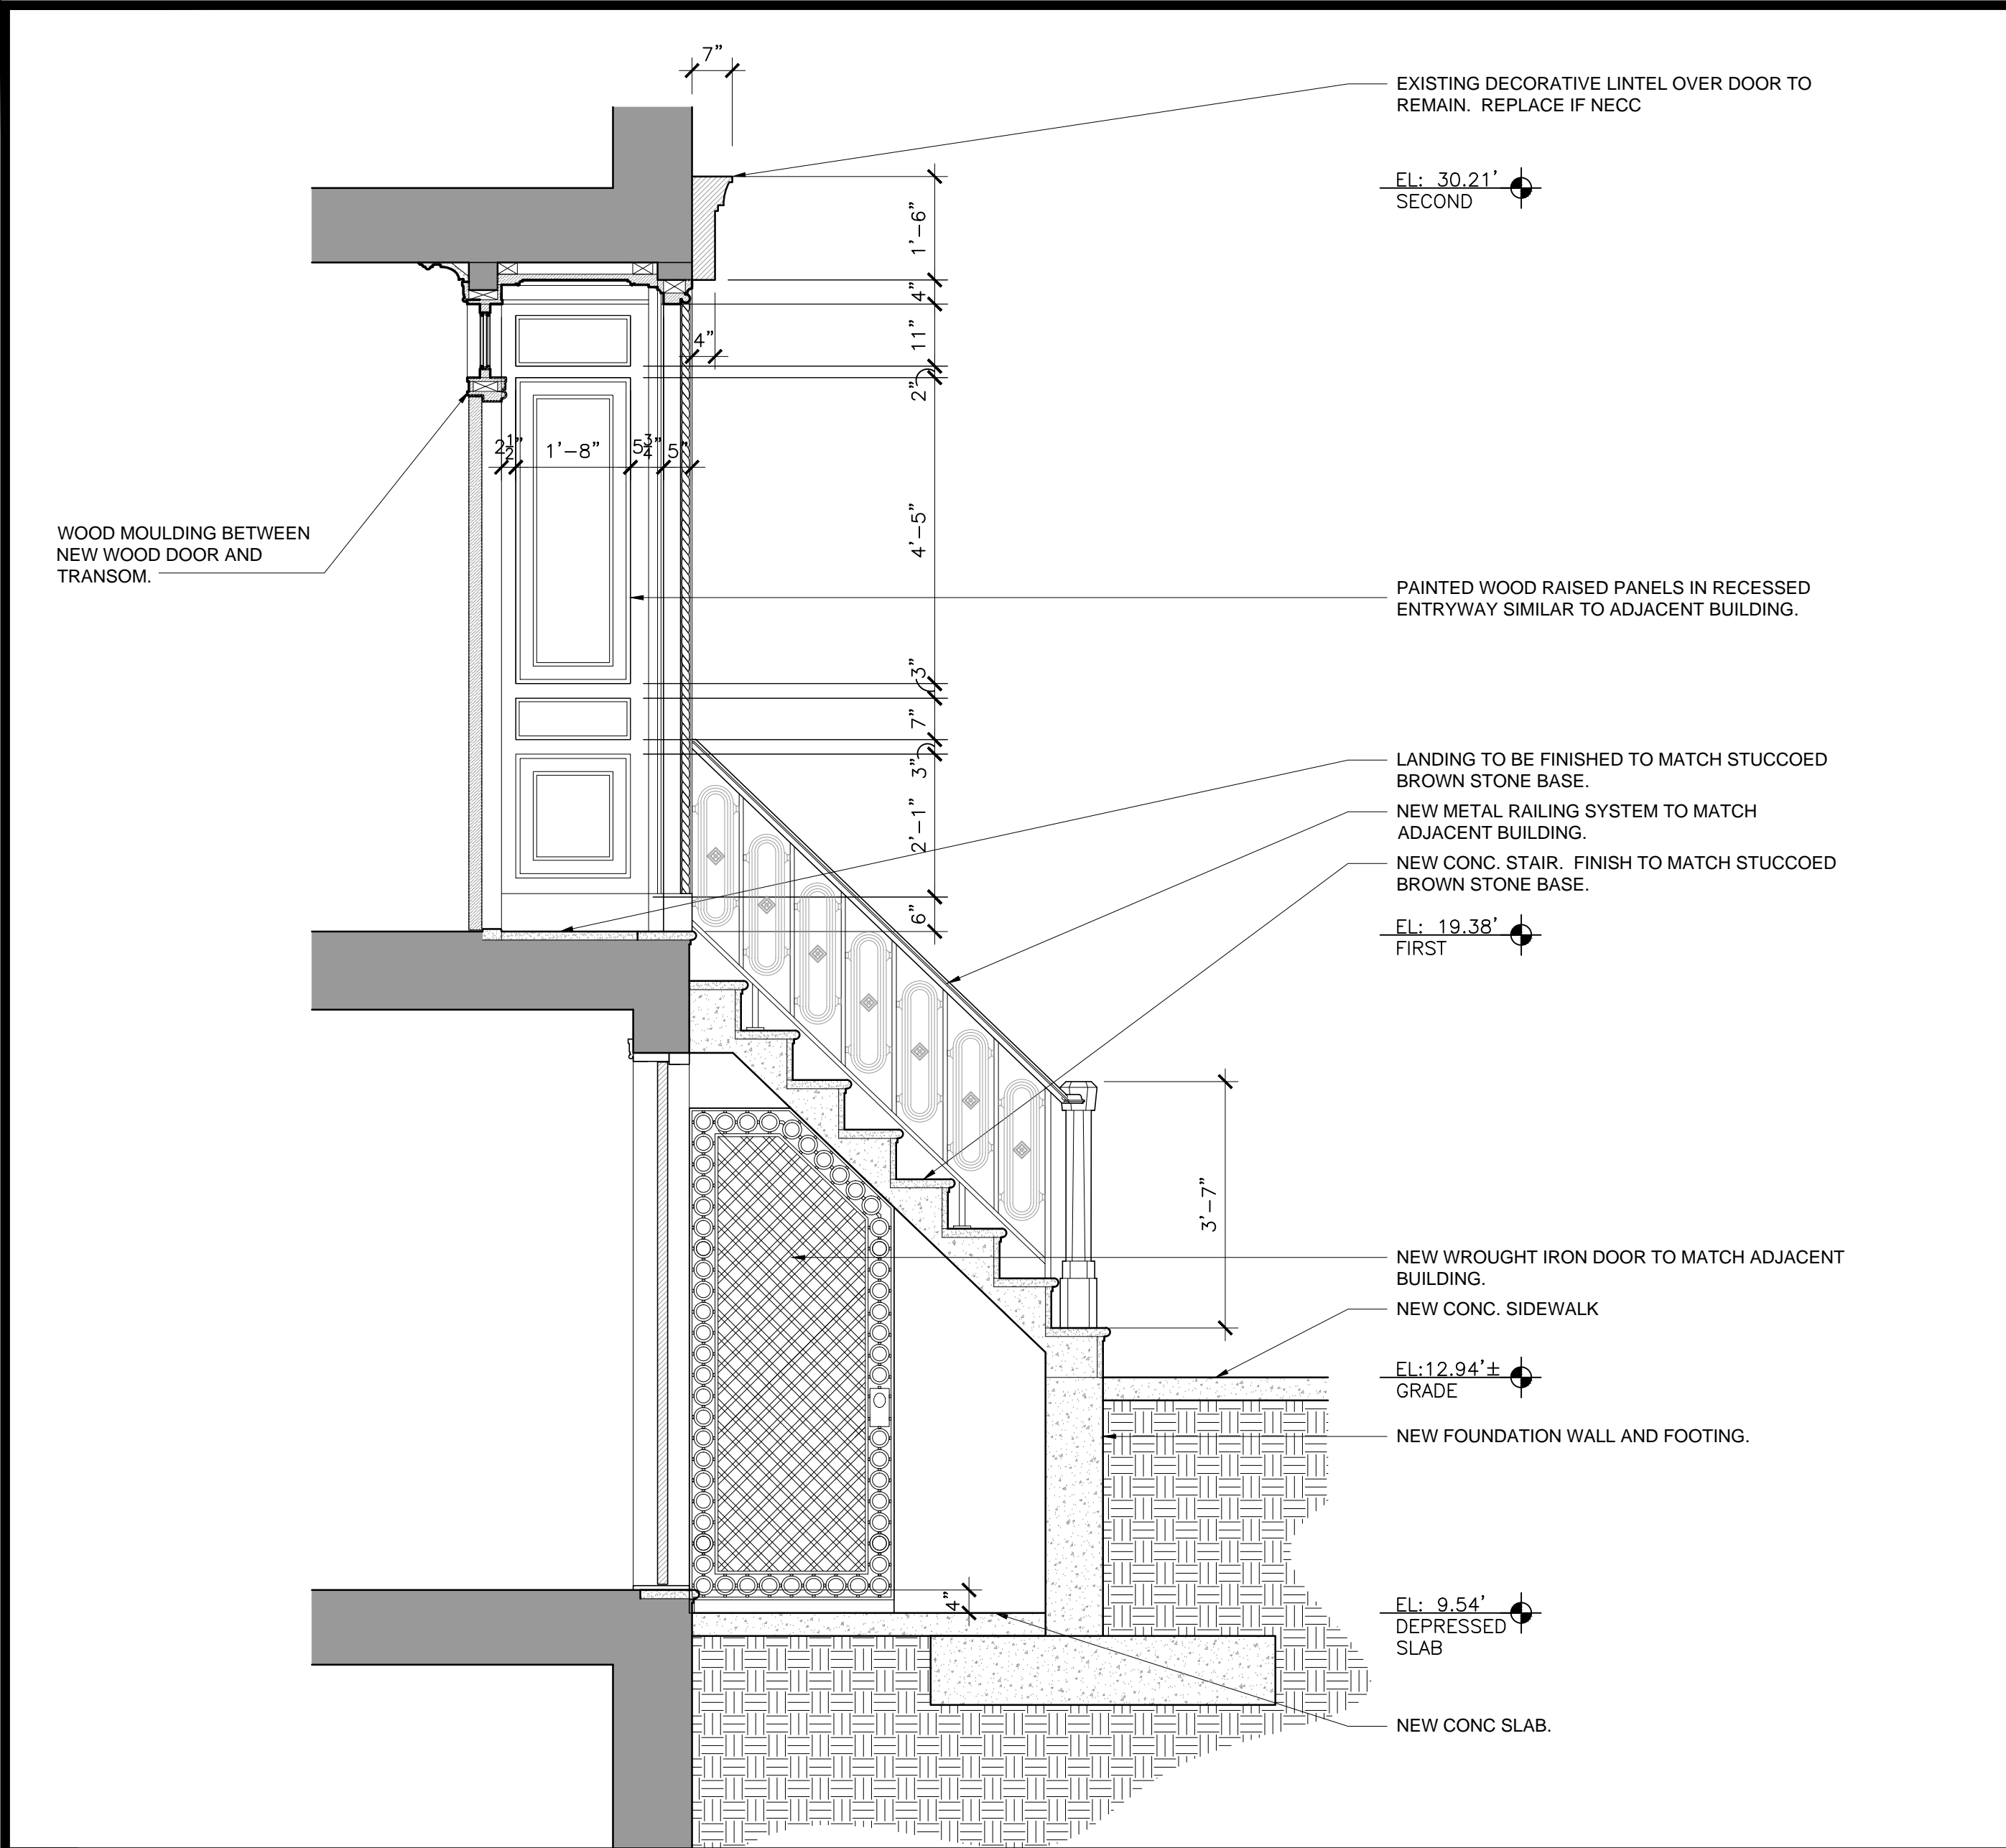 7"
EXISTING DECORATIVE LINTEL OVER DOOR TO
REMAIN.  REPLACE IF NECC
EL: 30.21'
SECOND
1'-6"
4"
11"
4"
2"
2½"
1'-8"
5¾"
5"
4'-5"
WOOD MOULDING BETWEEN
NEW WOOD DOOR AND
TRANSOM.
PAINTED WOOD RAISED PANELS IN RECESSED
ENTRYWAY SIMILAR TO ADJACENT BUILDING.
3"
7"
3"
2'-1"
6"
LANDING TO BE FINISHED TO MATCH STUCCOED
BROWN STONE BASE.
NEW METAL RAILING SYSTEM TO MATCH
ADJACENT BUILDING.
NEW CONC. STAIR.  FINISH TO MATCH STUCCOED
BROWN STONE BASE.
EL: 19.38'
FIRST
3'-7"
NEW WROUGHT IRON DOOR TO MATCH ADJACENT
BUILDING.
NEW CONC. SIDEWALK
EL:12.94'±
GRADE
NEW FOUNDATION WALL AND FOOTING.
4"
EL: 9.54'
DEPRESSED
SLAB
NEW CONC SLAB.